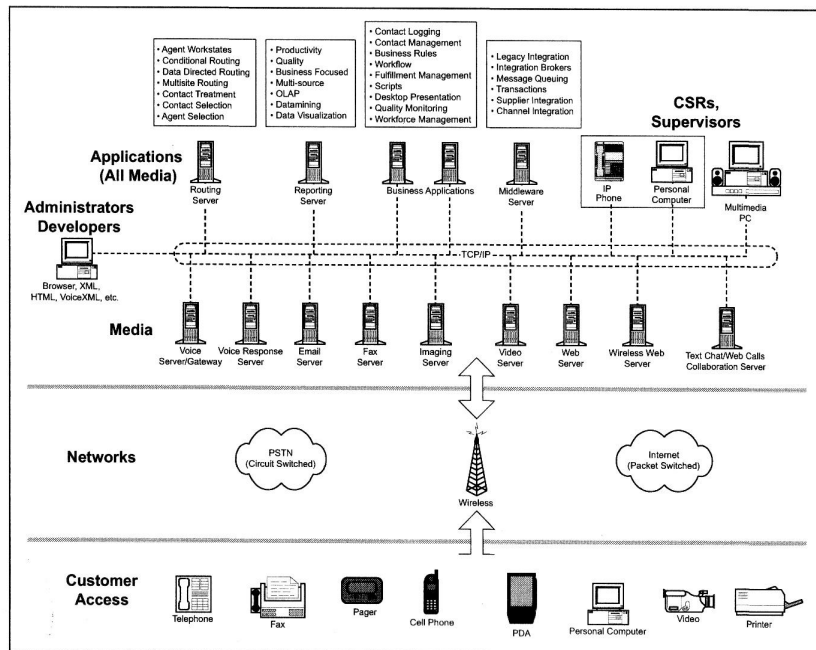 • Agent Workstates
• Conditional Routing
• Data Directed Routing
• Multisite Routing
• Contact Treatment
• Contact Selection
• Agent Selection
• Productivity
• Quality
• Business Focused
• Multi-source
• OLAP
• Datamining
• Data Visualization
• Contact Logging
• Contact Management
• Business Rules
• Workflow
• Fulfillment Management
• Scripts
• Desktop Presentation
• Quality Monitoring
• Workforce Management
• Legacy Integration
• Integration Brokers
• Message Queuing
• Transactions
• Supplier Integration
• Channel Integration
CSRs,
Supervisors
Applications
(All Media)
Routing
Server
Reporting
Server
Business Applications
Middleware
Server
IP
Phone
Personal
Computer
Multimedia
PC
Administrators
Developers
TCP/IP
Browser, XML,
HTML, VoiceXML, etc.
Media
Voice
Server/Gateway
Voice Response
Server
Email
Server
Fax
Server
Imaging
Server
Video
Server
Web
Server
Wireless Web
Server
Text Chat/Web Calls
Collaboration Server
Networks
PSTN
(Circuit Switched)
Wireless
Internet
(Packet Switched)
Customer
Access
Telephone
Fax
Pager
Cell Phone
PDA
Personal Computer
Video
Printer